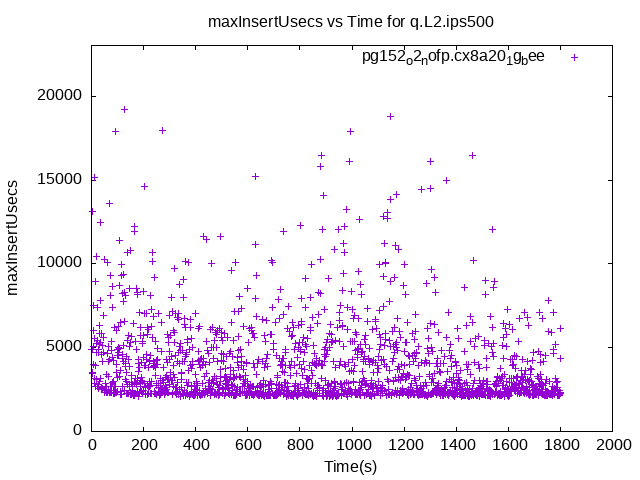 maxInsertUsecs vs Time for q.L2.ips500
pg152o2nofp.cx8a201gbee
20000
15000
10000
5000
0
maxInsertUsecs
0 200 400 600 800 1000 1200 1400 1600 1800 2000
Time(s)